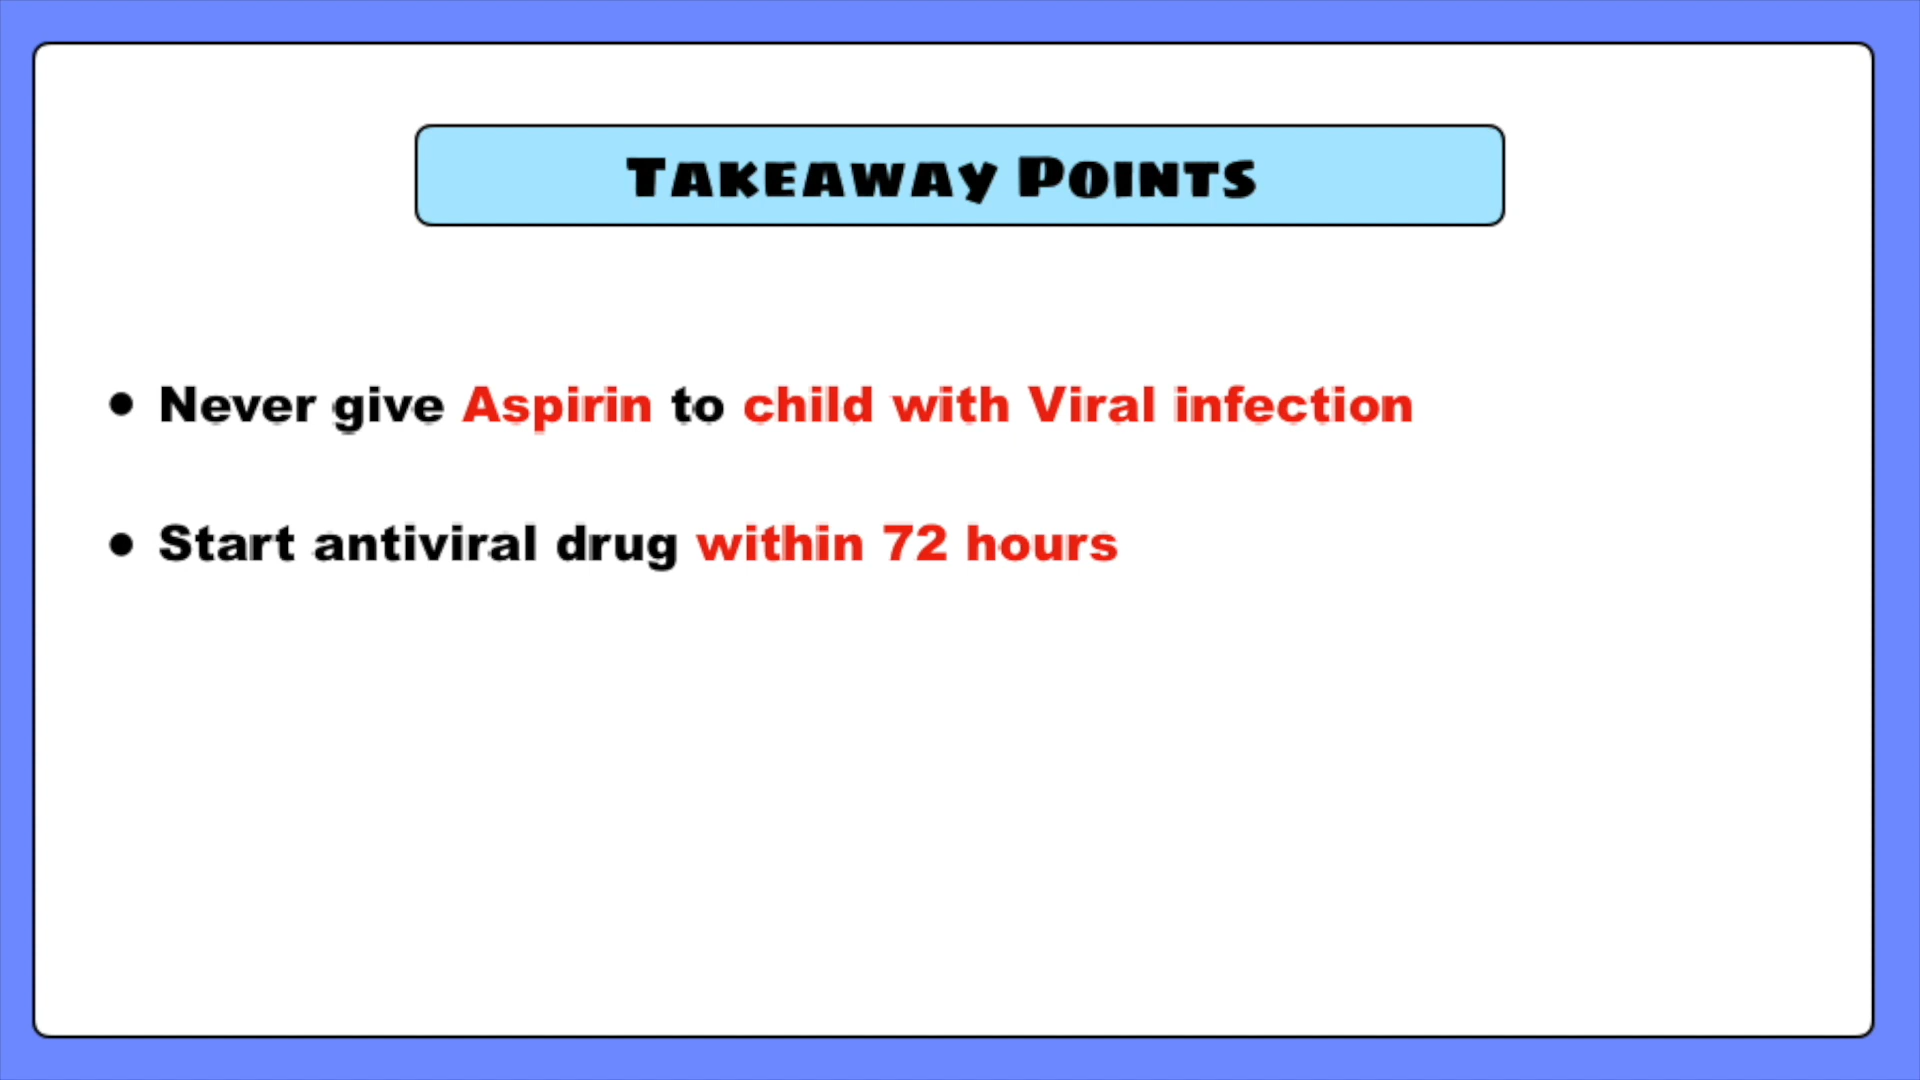 Takeaway Points
• Never give Aspirin to child with Viral infection
• Start antiviral drug within 72 hours